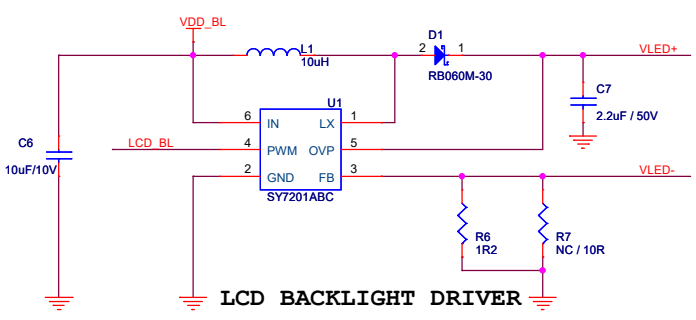 VDD_BL
D1
2 1
RB060M-30
VLED+
L1
10uH
C7
2.2uF / 50V
U1
6 IN LX 1
C6
10uF/10V
LCD_BL
4 PWM OVP 5
2 GND FB 3
VLED-
SY7201ABC
R6
1R2
R7
NC / 10R
LCD BACKLIGHT DRIVER